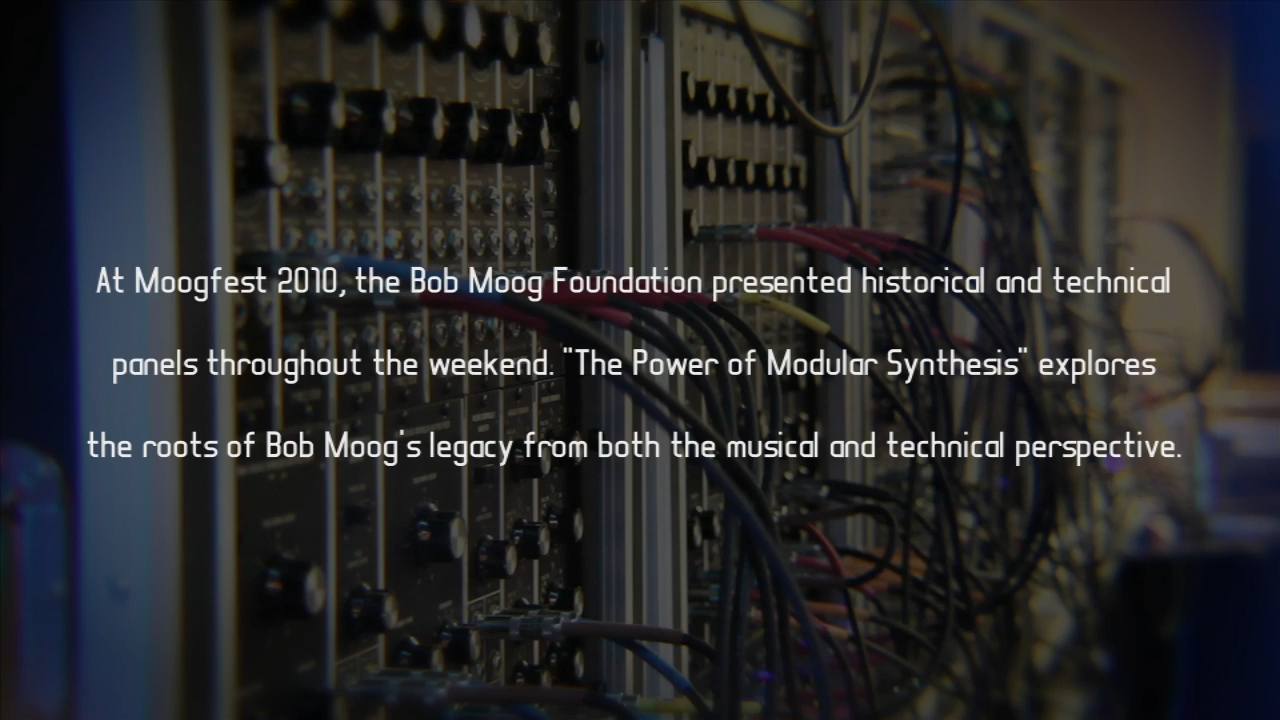 At Moogfest 2010, the Bob Moog Foundation presented historical and technical
panels throughout the weekend. "The Power of Modular Synthesis" explores
the roots of Bob Moog's legacy from both the musical and technical perspective.